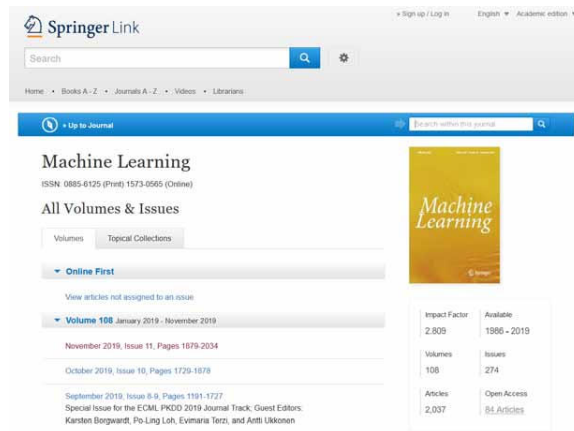 » Sign up / Log in English Academic edition
Springer Link
Search
Home • Books A - Z • Journals A - Z • Videos • Librarians
» Up to Journal
Search within this journal
Machine Learning
ISSN: 0885-6125 (Print) 1573-0565 (Online)
All Volumes & Issues
Volumes Topical Collections
Online First
View articles not assigned to an issue
Volume 108 January 2019 - November 2019
November 2019, Issue 11, Pages 1879-2034
October 2019, Issue 10, Pages 1729-1878
September 2019, Issue 8-9, Pages 1191-1727
Special Issue for the ECML PKDD 2019 Journal Track; Guest Editors:
Karsten Borgwardt, Po-Ling Loh, Evimaria Terzi, and Antti Ukkonen
Machine
Learning
Springer
Impact Factor Available
2.809 1986 - 2019
Volumes Issues
108 274
Articles Open Access
2,037 84 Articles